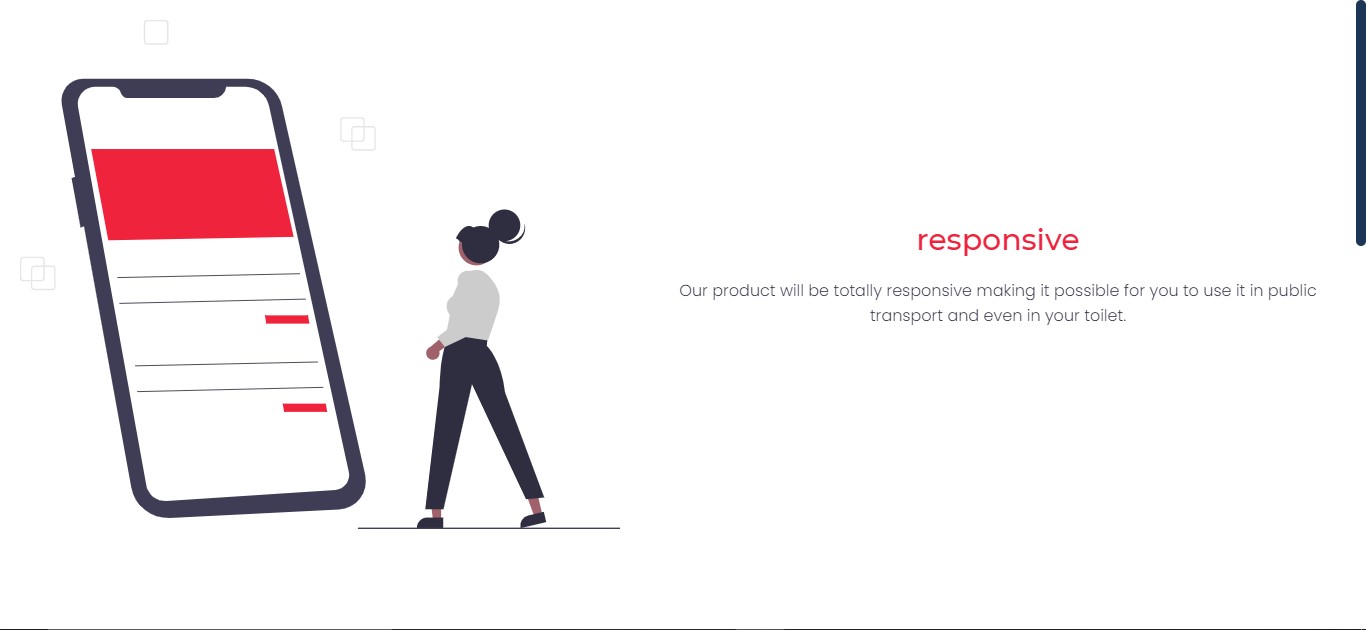 responsive
Our product will be totally responsive making it possible for you to use it in public
transport and even in your toilet.